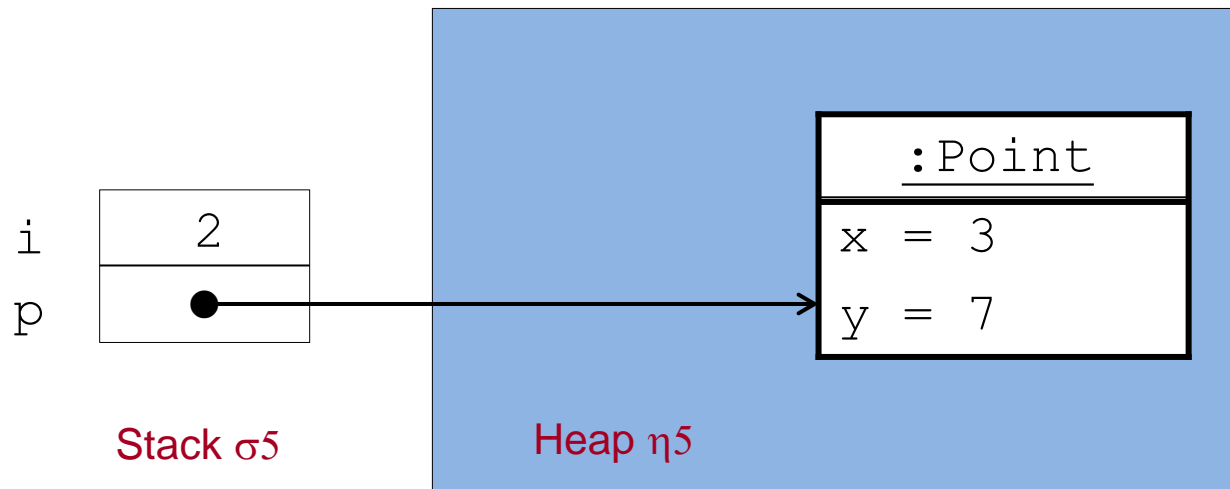 i 2
p
:Point
x = 3
y = 7
Stack σ5
Heap η5